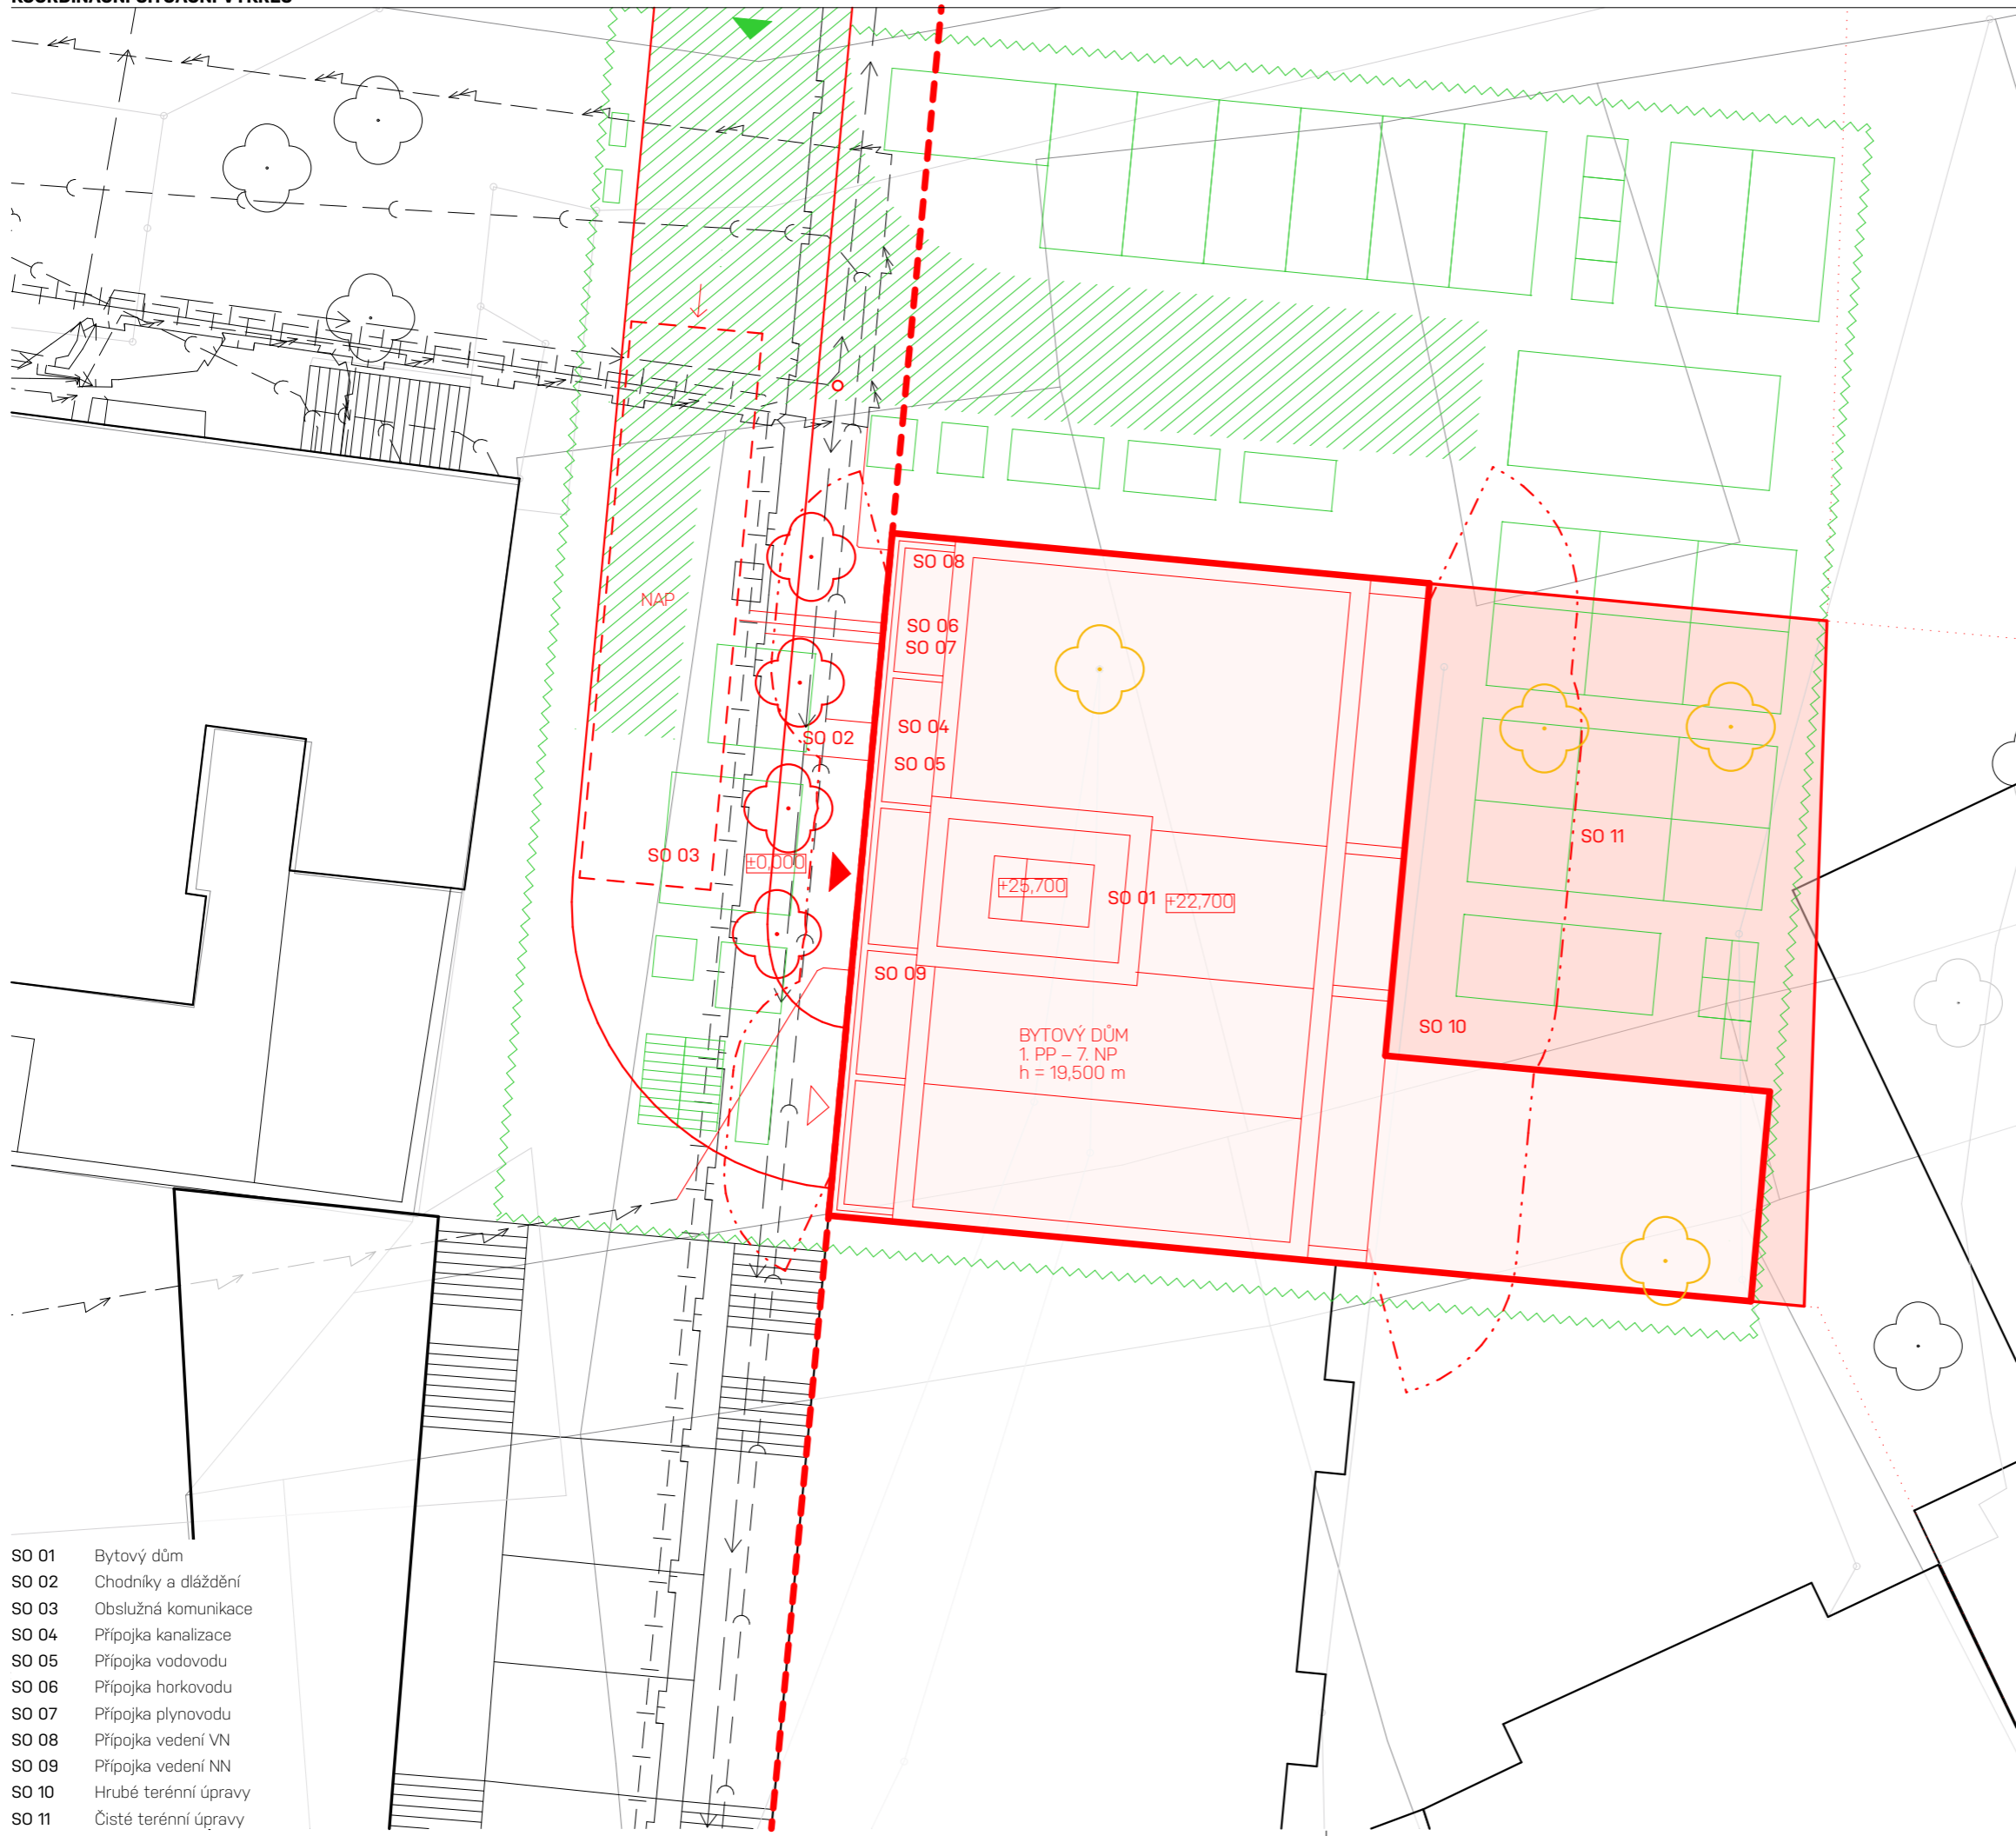 KOORDINAČNÍ SITUAČNÍ VÝKRES
SO 08
NAP
SO 06
SO 07
SO 04
SO 02
SO 05
SO 11
SO 03
±0,000
+25,700
SO 01
+22,700
SO 09
SO 10
BYTOVÝ DŮM
1. PP – 7. NP
h = 19,500 m
SO 01 Bytový dům
SO 02 Chodníky a dláždění
SO 03 Obslužná komunikace
SO 04 Přípojka kanalizace
SO 05 Přípojka vodovodu
SO 06 Přípojka horkovodu
SO 07 Přípojka plynovodu
SO 08 Přípojka vedení VN
SO 09 Přípojka vedení NN
SO 10 Hrubé terénní úpravy
SO 11 Čisté terénní úpravy